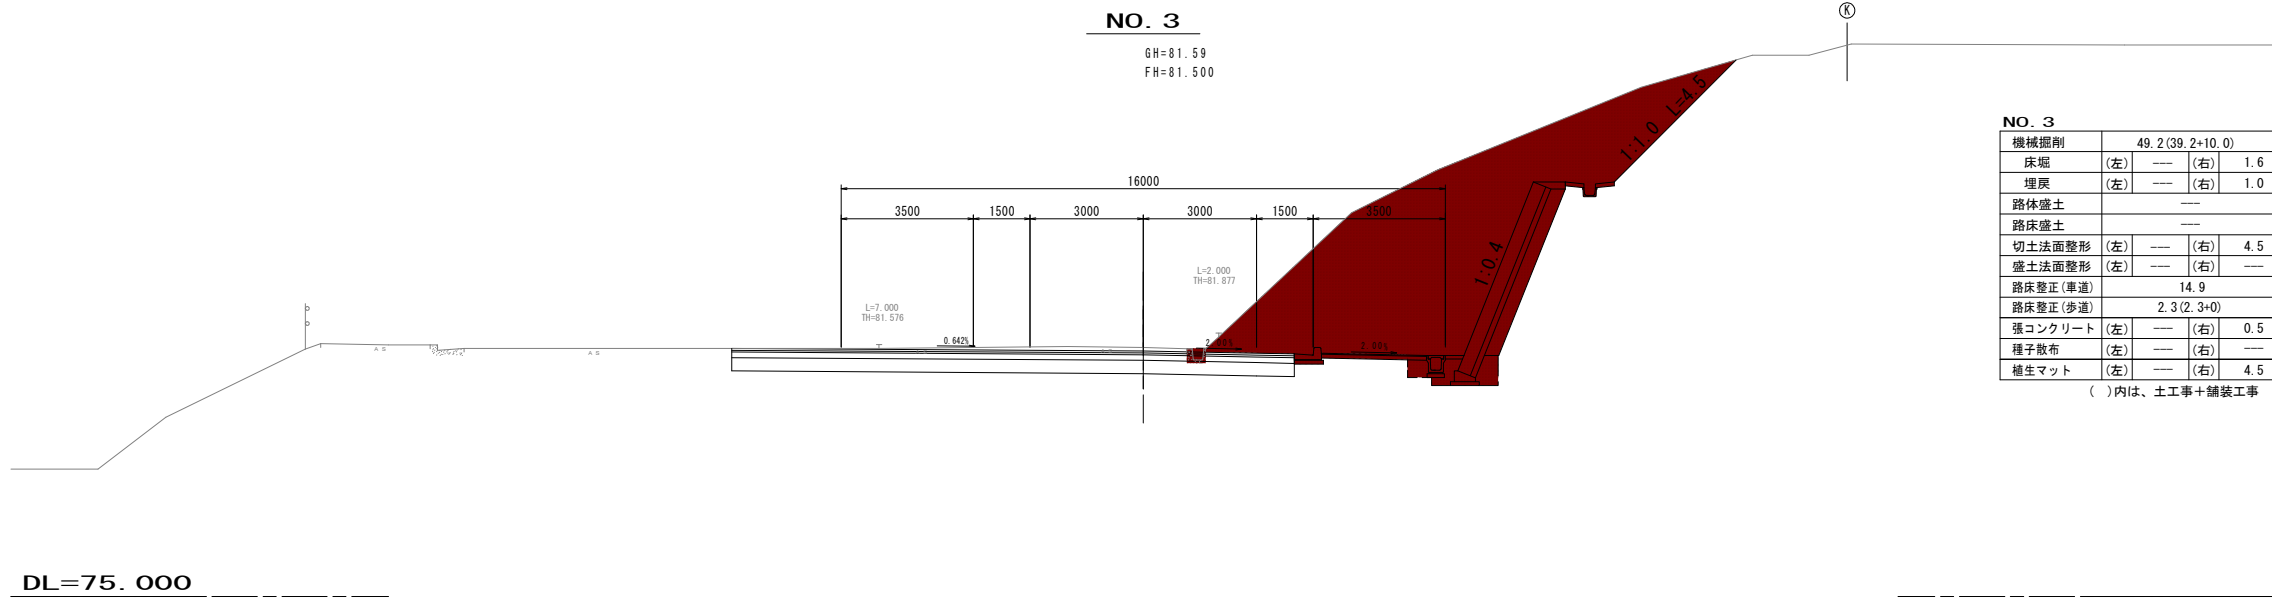 NO. 3
GH=81.59
FH=81.500
K
1:1.0 L=4.5
16000
3500 1500 3000 3000 1500 3500
1:0.4
L=2.000
TH=81.877
L=7.000
TH=81.576
0.642%
2.00%
2.00%
AS
AS
NO. 3
機械掘削 49.2(39.2+10.0)
床堀 (左) --- (右) 1.6
埋戻 (左) --- (右) 1.0
路体盛土 ---
路床盛土 ---
切土法面整形 (左) --- (右) 4.5
盛土法面整形 (左) --- (右) ---
路床整正(車道) 14.9
路床整正(歩道) 2.3(2.3+0)
張コンクリート (左) --- (右) 0.5
種子散布 (左) --- (右) ---
植生マット (左) --- (右) 4.5
( )内は、土工事＋舗装工事
DL=75.000